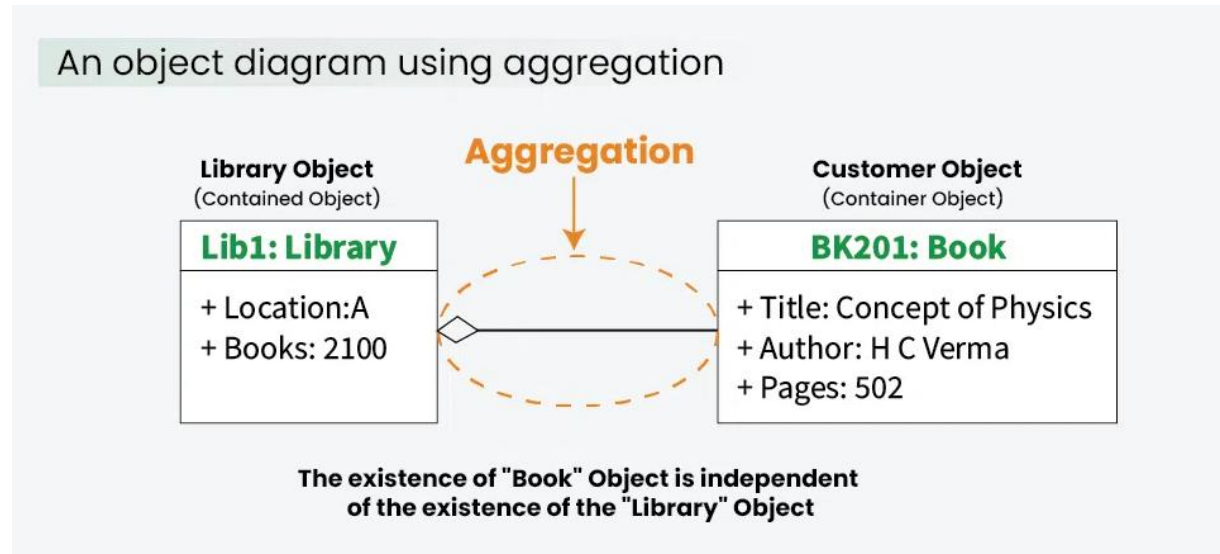 An object diagram using aggregation
Aggregation
Library Object
(Contained Object)
Lib1: Library
+ Location:A
+ Books: 2100
Customer Object
(Container Object)
BK201: Book
+ Title: Concept of Physics
+ Author: H C Verma
+ Pages: 502
The existence of "Book" Object is independent
of the existence of the "Library" Object